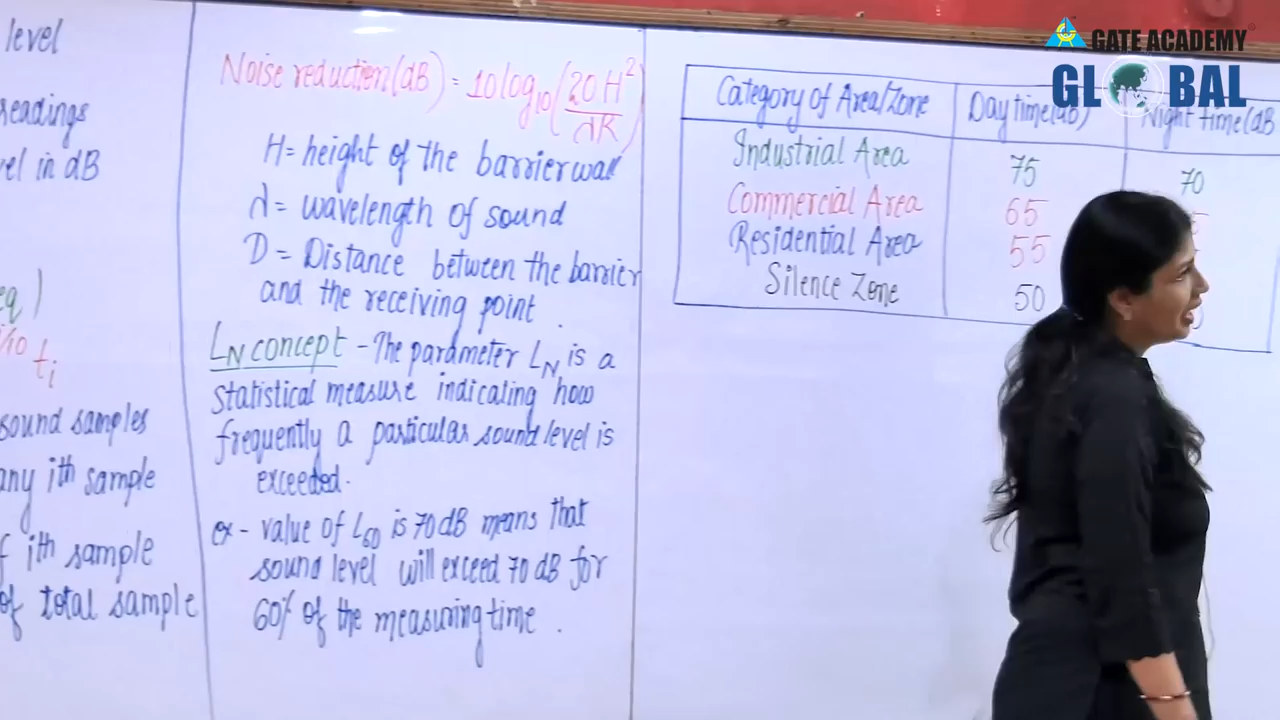 level
readings
vel in dB
eq )
i/10 ti
sound samples
any ith sample
f ith sample
of total sample
Noise reduction (dB) = 10 log10 (20 H² / λR)
H = height of the barrier wall
λ = wavelength of sound
D = Distance between the barrier
and the receiving point .
LN concept - The parameter LN is a
statistical measure indicating how
frequently a particular sound level is
exceeded.
ex - value of L60 is 70 dB means that
sound level will exceed 70 dB for
60% of the measuring time .
GATE ACADEMY
GLOBAL
Category of Area/Zone Day time(dB) Night time(dB
Industrial Area 75 70
Commercial Area 65
Residential Area 55
Silence Zone 50